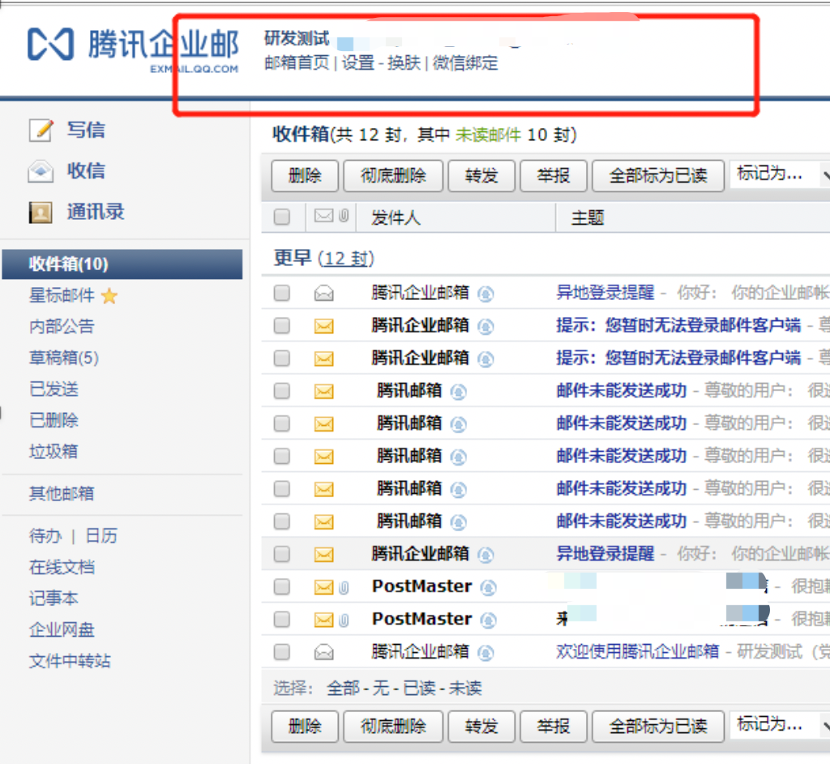 腾讯企业邮
EXMAIL.QQ.COM
研发测试
邮箱首页 | 设置 - 换肤 | 微信绑定
写信
收信
通讯录
收件箱(10)
星标邮件
内部公告
草稿箱(5)
已发送
已删除
垃圾箱
其他邮箱
待办 | 日历
在线文档
记事本
企业网盘
文件中转站
收件箱(共 12 封, 其中 未读邮件 10 封)
删除 彻底删除 转发 举报 全部标为已读 标记为...
发件人 主题
更早 (12 封)
腾讯企业邮箱 异地登录提醒 - 你好: 你的企业邮帐
腾讯企业邮箱 提示: 您暂时无法登录邮件客户端 - 尊
腾讯企业邮箱 提示: 您暂时无法登录邮件客户端 - 尊
腾讯邮箱 邮件未能发送成功 - 尊敬的用户: 很遗
腾讯邮箱 邮件未能发送成功 - 尊敬的用户: 很遗
腾讯邮箱 邮件未能发送成功 - 尊敬的用户: 很遗
腾讯邮箱 邮件未能发送成功 - 尊敬的用户: 很遗
腾讯邮箱 邮件未能发送成功 - 尊敬的用户: 很遗
腾讯企业邮箱 异地登录提醒 - 你好: 你的企业邮帐
PostMaster - 很抱歉
PostMaster 来 - 很抱歉
腾讯企业邮箱 欢迎使用腾讯企业邮箱 - 研发测试 (党
选择: 全部 - 无 - 已读 - 未读
删除 彻底删除 转发 举报 全部标为已读 标记为...